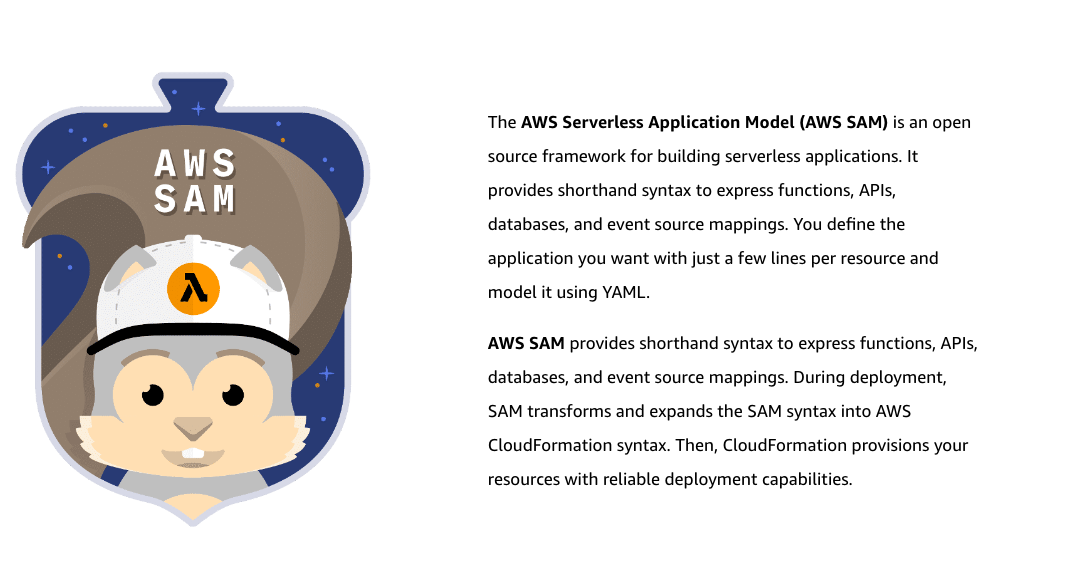 AWS
SAM
The AWS Serverless Application Model (AWS SAM) is an open
source framework for building serverless applications. It
provides shorthand syntax to express functions, APIs,
databases, and event source mappings. You define the
application you want with just a few lines per resource and
model it using YAML.
AWS SAM provides shorthand syntax to express functions, APIs,
databases, and event source mappings. During deployment,
SAM transforms and expands the SAM syntax into AWS
CloudFormation syntax. Then, CloudFormation provisions your
resources with reliable deployment capabilities.